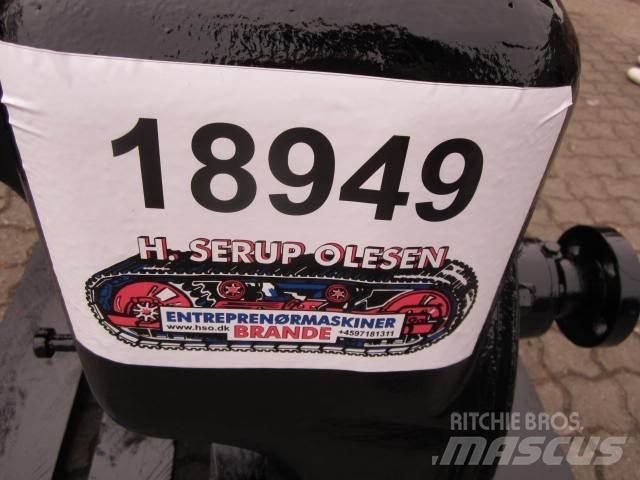 18949
H. SERUP OLESEN
ENTREPRENØRMASKINER
www.hso.dk BRANDE +4597181311
RITCHIE BROS.
MASCUS